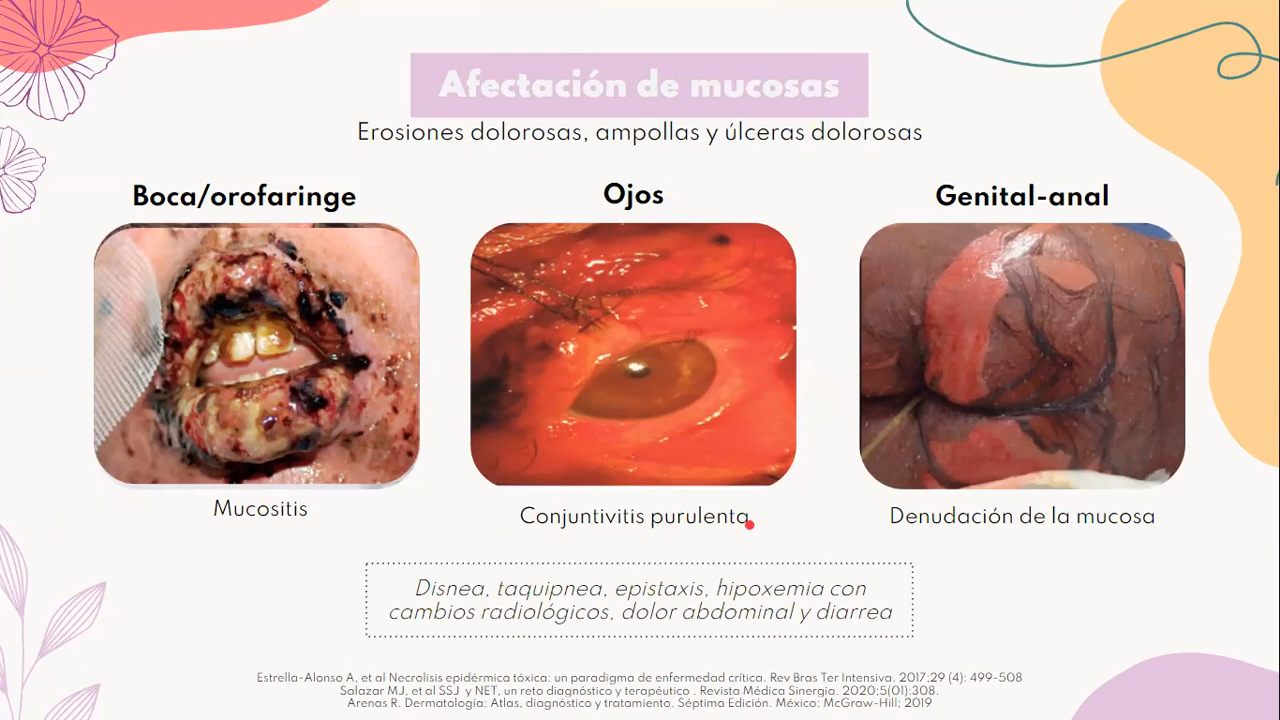 Afectación de mucosas
Erosiones dolorosas, ampollas y úlceras dolorosas
Boca/orofaringe
Ojos
Genital-anal
Mucositis
Conjuntivitis purulenta
Denudación de la mucosa
Disnea, taquipnea, epistaxis, hipoxemia con
cambios radiológicos, dolor abdominal y diarrea
Estrella-Alonso A, et al Necrolisis epidérmica tóxica: un paradigma de enfermedad crítica. Rev Bras Ter Intensiva. 2017;29 (4): 499-508
Salazar MJ, et al SSJ y NET, un reto diagnóstico y terapéutico . Revista Médica Sinergia. 2020;5(01):308.
Arenas R. Dermatología: Atlas, diagnóstico y tratamiento. Séptima Edición. México: McGraw-Hill; 2019